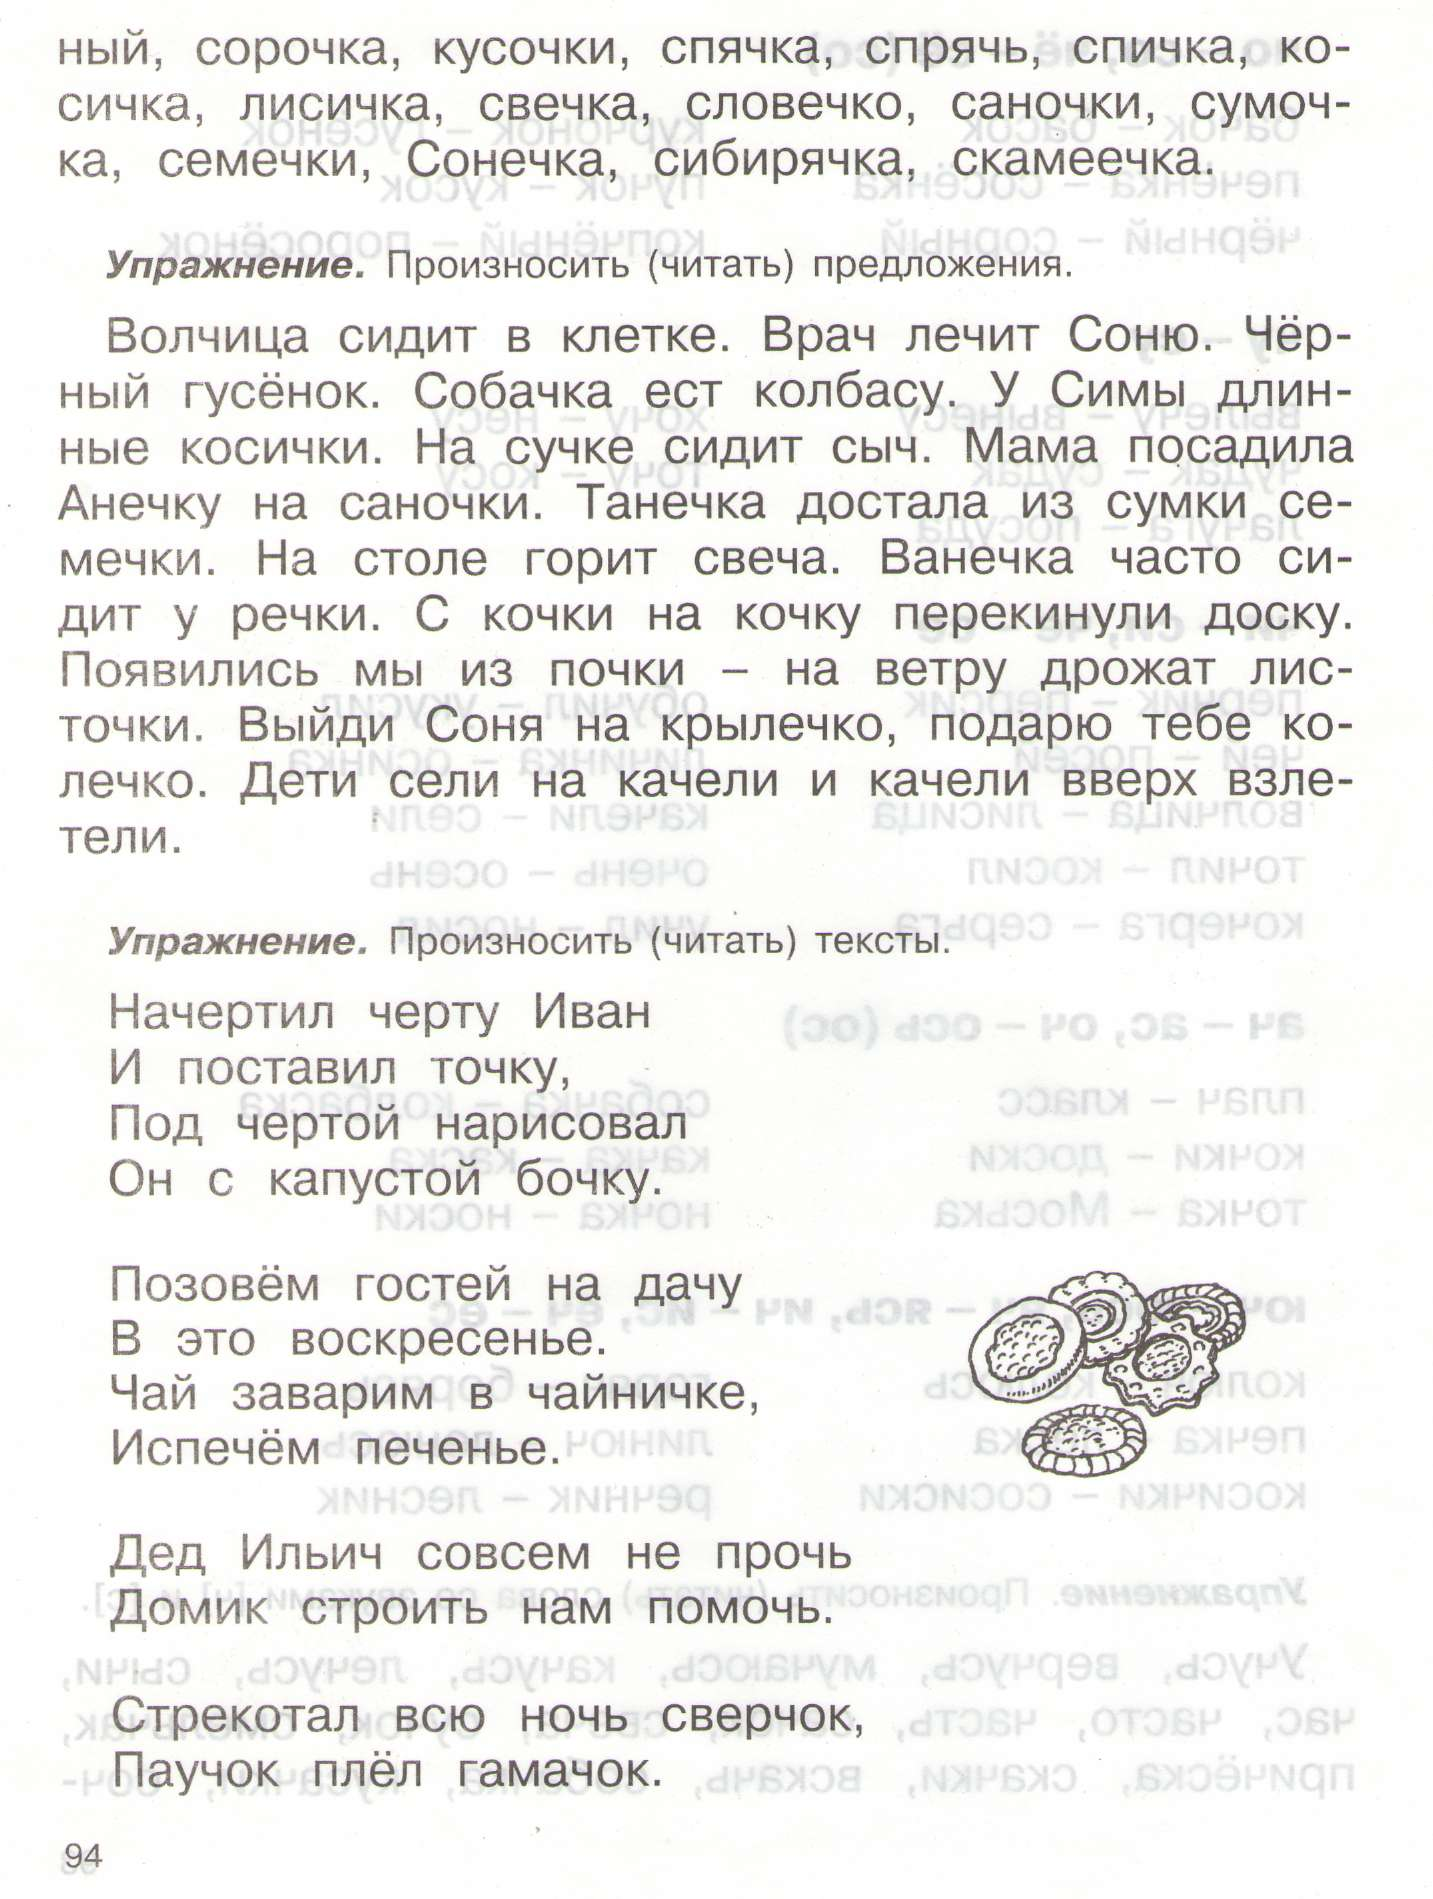 ный, сорочка, кусочки, спячка, спрячь, спичка, ко-
сичка, лисичка, свечка, словечко, саночки, сумоч-
ка, семечки, Сонечка, сибирячка, скамеечка.
Упражнение. Произносить (читать) предложения.
Волчица сидит в клетке. Врач лечит Соню. Чёр-
ный гусёнок. Собачка ест колбасу. У Симы длин-
ные косички. На сучке сидит сыч. Мама посадила
Анечку на саночки. Танечка достала из сумки се-
мечки. На столе горит свеча. Ванечка часто си-
дит у речки. С кочки на кочку перекинули доску.
Появились мы из почки – на ветру дрожат лис-
точки. Выйди Соня на крылечко, подарю тебе ко-
лечко. Дети сели на качели и качели вверх взле-
тели.
Упражнение. Произносить (читать) тексты.
Начертил черту Иван
И поставил точку,
Под чертой нарисовал
Он с капустой бочку.
Позовём гостей на дачу
В это воскресенье.
Чай заварим в чайничке,
Испечём печенье.
Дед Ильич совсем не прочь
Домик строить нам помочь.
Стрекотал всю ночь сверчок,
Паучок плёл гамачок.
94